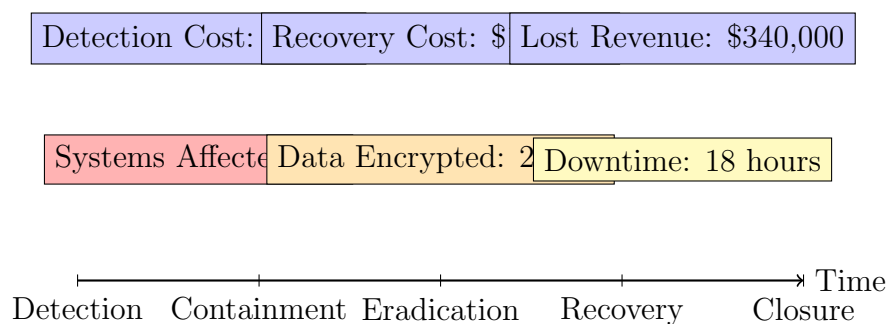 Detection Cost: Recovery Cost: $ Lost Revenue: $340,000
Systems Data Encrypted: 2 Downtime: 18 hours
Time
Detection Containment Eradication Recovery Closure